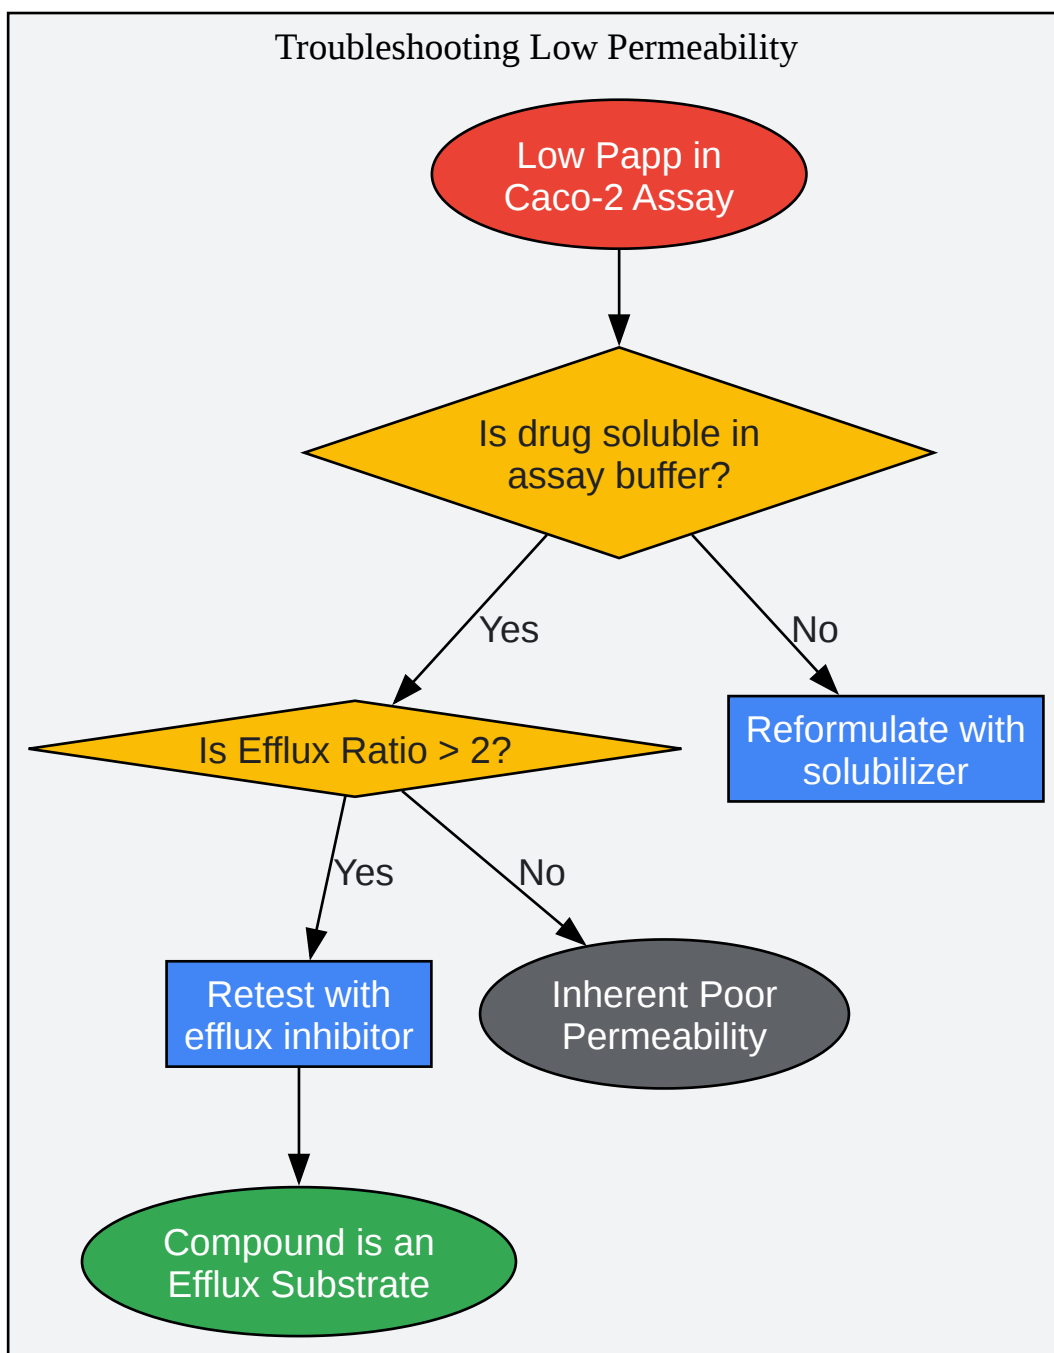 Troubleshooting Low Permeability
Low Papp in
Caco-2 Assay
Is drug soluble in
assay buffer?
Yes
No
Is Efflux Ratio > 2?
Reformulate with
solubilizer
Yes
No
Retest with
efflux inhibitor
Inherent Poor
Permeability
Compound is an
Efflux Substrate